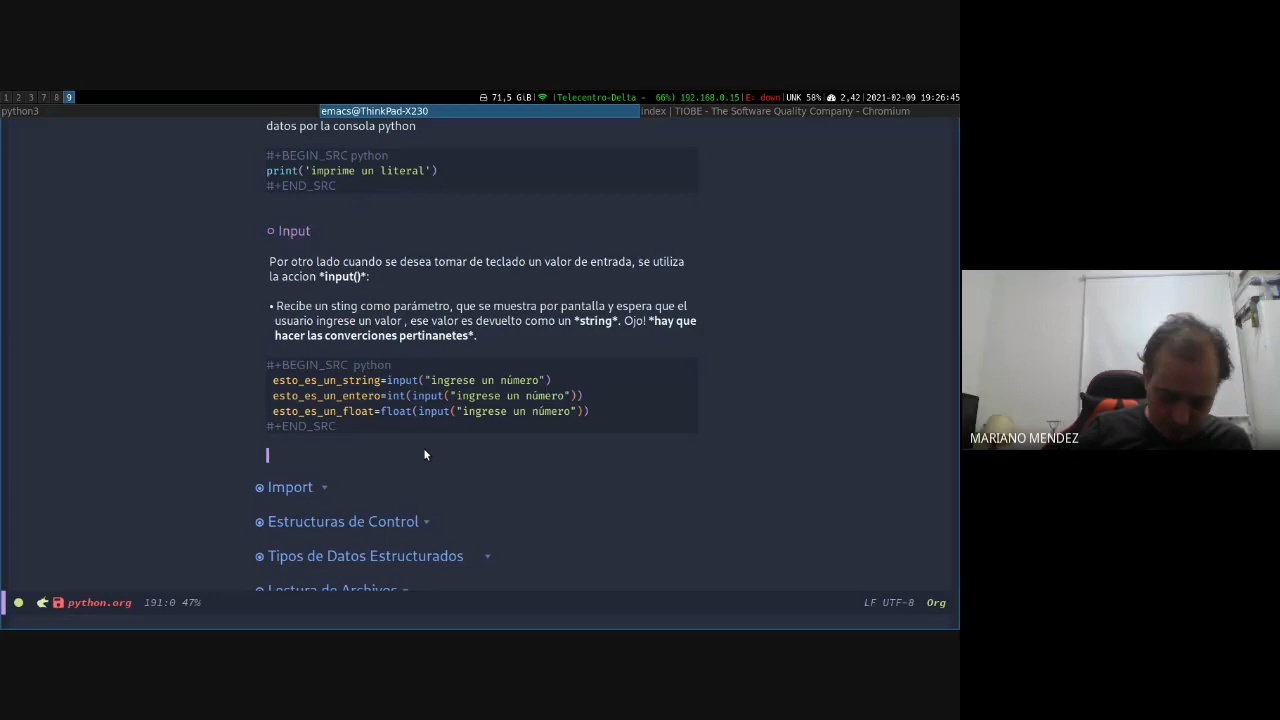 1 2 3 7 8 9
71,5 GiB (Telecentro-Delta - 66%) 192.168.0.15 E: down UNK 58% 2,42 2021-02-09 19:26:45
python3
emacs@ThinkPad-X230
index | TIOBE - The Software Quality Company - Chromium
datos por la consola python
#+BEGIN_SRC python
print('imprime un literal')
#+END_SRC
Input
Por otro lado cuando se desea tomar de teclado un valor de entrada, se utiliza
la accion *input()*:
• Recibe un sting como parámetro, que se muestra por pantalla y espera que el
usuario ingrese un valor , ese valor es devuelto como un *string*. Ojo! *hay que
hacer las converciones pertinanetes*.
#+BEGIN_SRC python
esto_es_un_string=input("ingrese un número")
esto_es_un_entero=int(input("ingrese un número"))
esto_es_un_float=float(input("ingrese un número"))
#+END_SRC
Import
Estructuras de Control
Tipos de Datos Estructurados
Lectura de Archivos
python.org 191:0 47%
LF UTF-8 Org
MARIANO MENDEZ